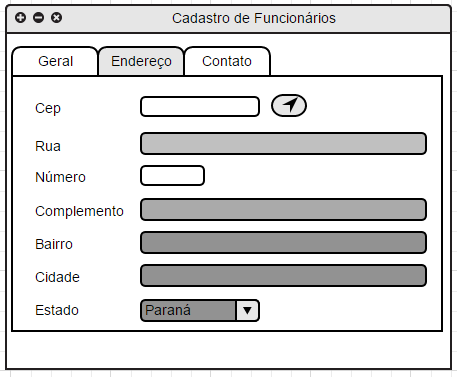 Cadastro de Funcionários
Geral Endereço Contato
Cep
Rua
Número
Complemento
Bairro
Cidade
Estado Paraná